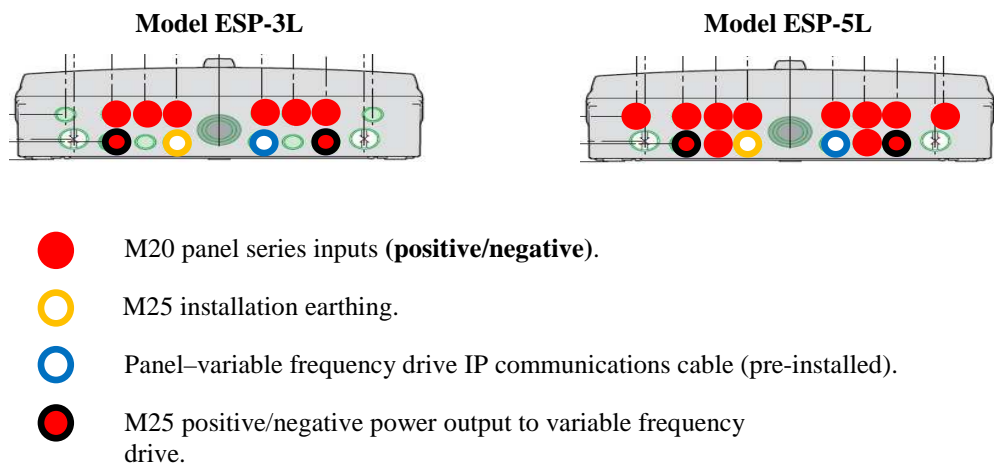 Model ESP-3L
Model ESP-5L
M20 panel series inputs (positive/negative).
M25 installation earthing.
Panel–variable frequency drive IP communications cable (pre-installed).
M25 positive/negative power output to variable frequency
drive.